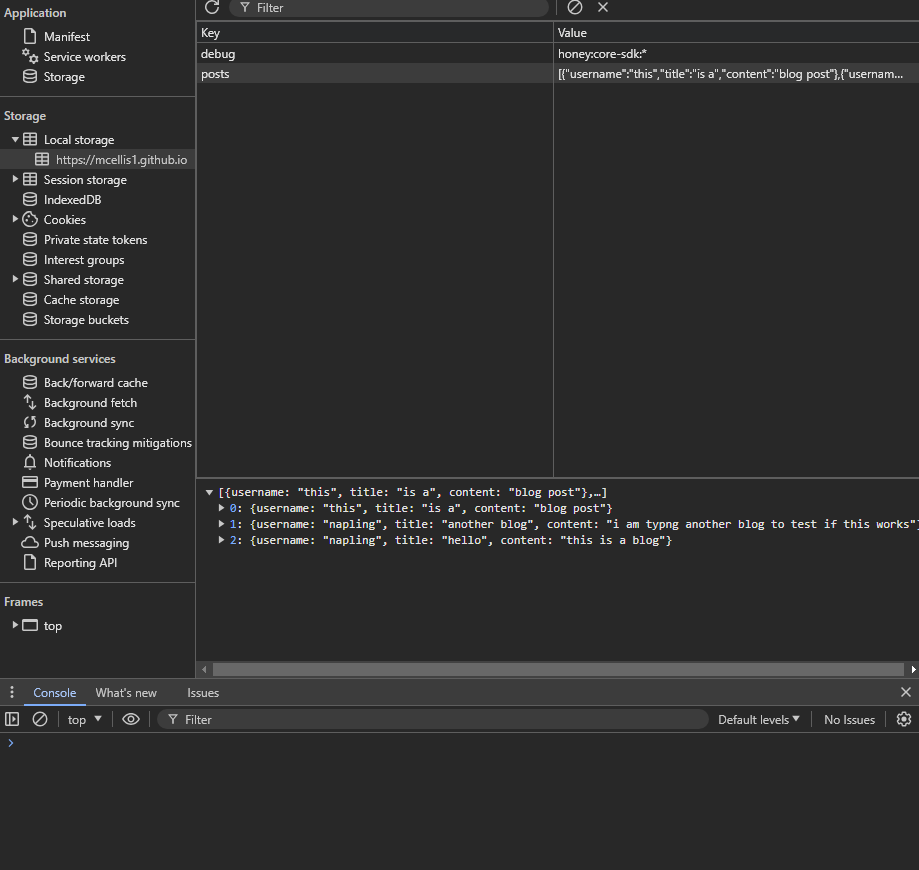 Application
Manifest
Service workers
Storage
Storage
Local storage
https://mcellis1.github.io
Session storage
IndexedDB
Cookies
Private state tokens
Interest groups
Shared storage
Cache storage
Storage buckets
Background services
Back/forward cache
Background fetch
Background sync
Bounce tracking mitigations
Notifications
Payment handler
Periodic background sync
Speculative loads
Push messaging
Reporting API
Frames
top
Filter
Key Value
debug honey:core-sdk:*
posts [{"username":"this","title":"is a","content":"blog post"},{"usernam...
[{username: "this", title: "is a", content: "blog post"},…]
0: {username: "this", title: "is a", content: "blog post"}
1: {username: "napling", title: "another blog", content: "i am typng another blog to test if this works"}
2: {username: "napling", title: "hello", content: "this is a blog"}
Console What's new Issues
top Filter Default levels No Issues